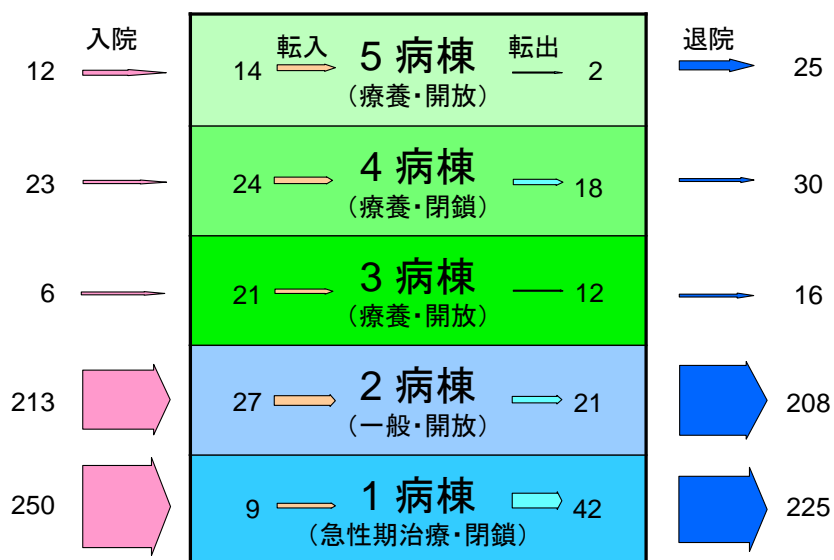 入院 転入 5 病棟 転出 退院
12 14 (療養・開放) 2 25
4 病棟
23 24 (療養・閉鎖) 18 30
3 病棟
6 21 (療養・開放) 12 16
2 病棟
213 27 (一般・開放) 21 208
1 病棟
250 9 (急性期治療・閉鎖) 42 225